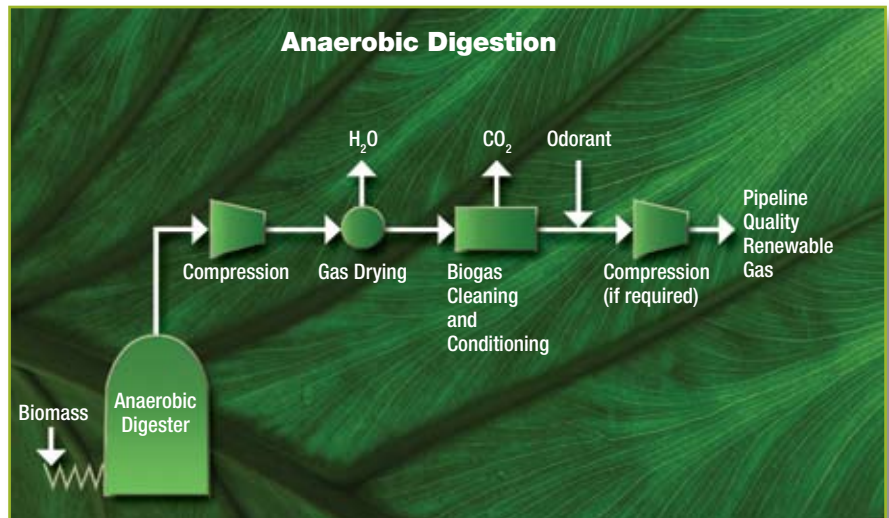 Anaerobic Digestion
H₂O
CO₂
Odorant
Compression
Gas Drying
Biogas
Cleaning
and
Conditioning
Compression
(if required)
Pipeline
Quality
Renewable
Gas
Biomass
Anaerobic
Digester